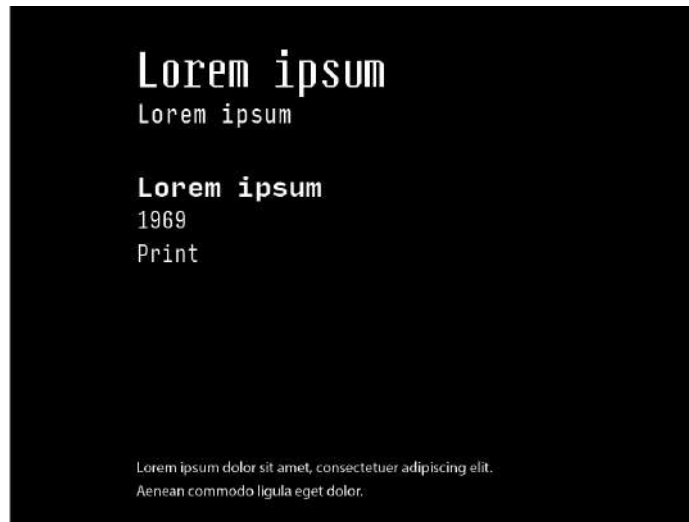 Lorem ipsum
Lorem ipsum
Lorem ipsum
1969
Print
Lorem ipsum dolor sit amet, consectetuer adipiscing elit.
Aenean commodo ligula eget dolor.